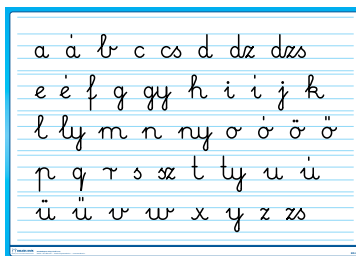 a á b c cs d dz dzs
e é f g gy h i í j k
l ly m n ny o ó ö ő
p q r s sz t ty u ú
ü ű v w x y z zs